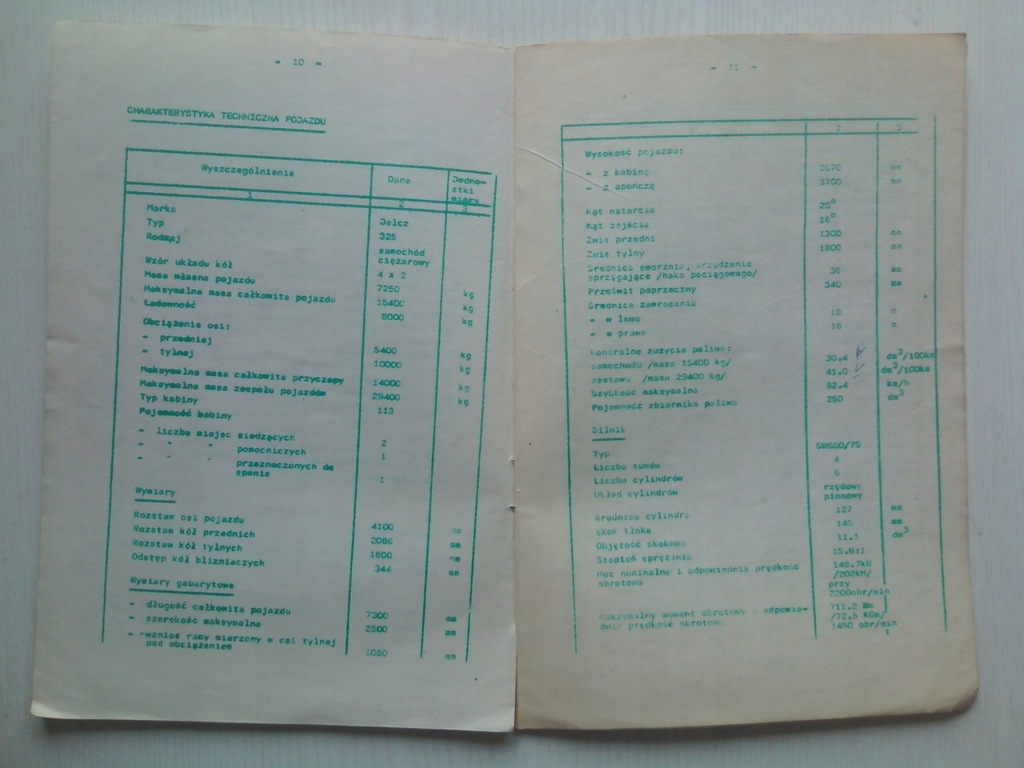 - 10 -
CHARAKTERYSTYKA TECHNICZNA POJAZDU
Wyszczególnienie Dane Jedno-
stki
miary
1 2 3
Marka Jelcz
Typ 325
Rodzaj samochód
ciężarowy
Wzór układu kół 4 x 2
Masa własna pojazdu 7250 kg
Maksymalna masa całkowita pojazdu 15400 kg
Ładowność 8000 kg
Obciążenie osi:
- przedniej 5400 kg
- tylnej 10000 kg
Maksymalna masa całkowita przyczepy 14000 kg
Maksymalna masa zespołu pojazdów 29400 kg
Typ kabiny 113
Pojemność kabiny
- liczba miejsc siedzących 2
- " " pomocniczych 1
- " " przeznaczonych do
spania 1
Wymiary
Rozstaw osi pojazdu 4100 mm
Rozstaw kół przednich 2086 mm
Rozstaw kół tylnych 1800 mm
Odstęp kół bliźniaczych 344 mm
Wymiary gabarytowe
- długość całkowita pojazdu 7300 mm
- szerokość maksymalna 2500 mm
- ramy mierzony w osi tylnej
pod obciążeniem 1060 mm
- 11 -
1 2 3
Wysokość pojazdu:
- z kabiną mm
- z opończą 3700 mm
Kąt natarcia 20°
Kąt zejścia 18°
Zwis przedni 1300 mm
Zwis tylny 1800 mm
Średnica sworznia, urządzenie
sprzęgające /haka pociągowego/ mm
Prześwit poprzeczny 340 mm
Średnica zawracania
- w lewo m
- w prawo 16 m
Kontrolne zużycie paliwa:
samochodu /masa 15400 kg/ 30.4 dm³/100km
zestawu /masa 29400 kg/ 41.0 dm³/100km
Szybkość maksymalna 92.4 km/h
Pojemność zbiornika paliwa 250 dm³
Silnik
Typ SW680/
Liczba suwów 4
Liczba cylindrów 6
Układ cylindrów rzędowy
pionowy
Średnica cylindra 127 mm
Skok tłoka 146 mm
Objętość skokowa 11.1 dm³
Stopień sprężania 15.8:1
Moc nominalna i odpowiednia prędkość 148.7kW
obrotowa /202kM/
przy
2200obr/min
Maksymalny moment obrotowy i odpowia- 711.2 Nm
dnia prędkość obrotowa /72.5 KGm/
1450 obr/min